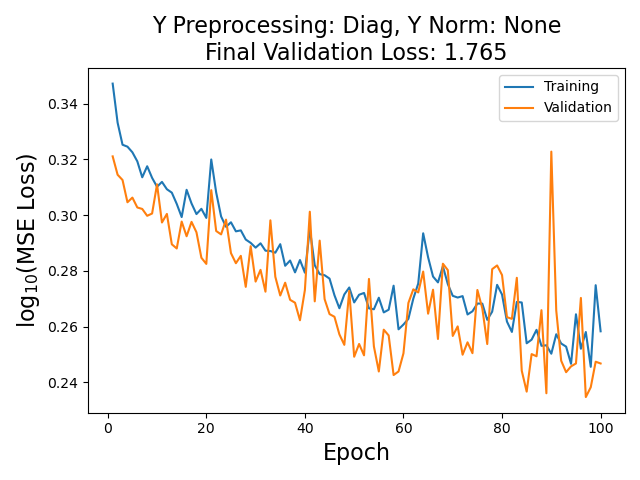 Y Preprocessing: Diag, Y Norm: None
Final Validation Loss: 1.765
log₁₀(MSE Loss)
0.34
0.32
0.30
0.28
0.26
0.24
Training
Validation
0
20
40
60
80
100
Epoch